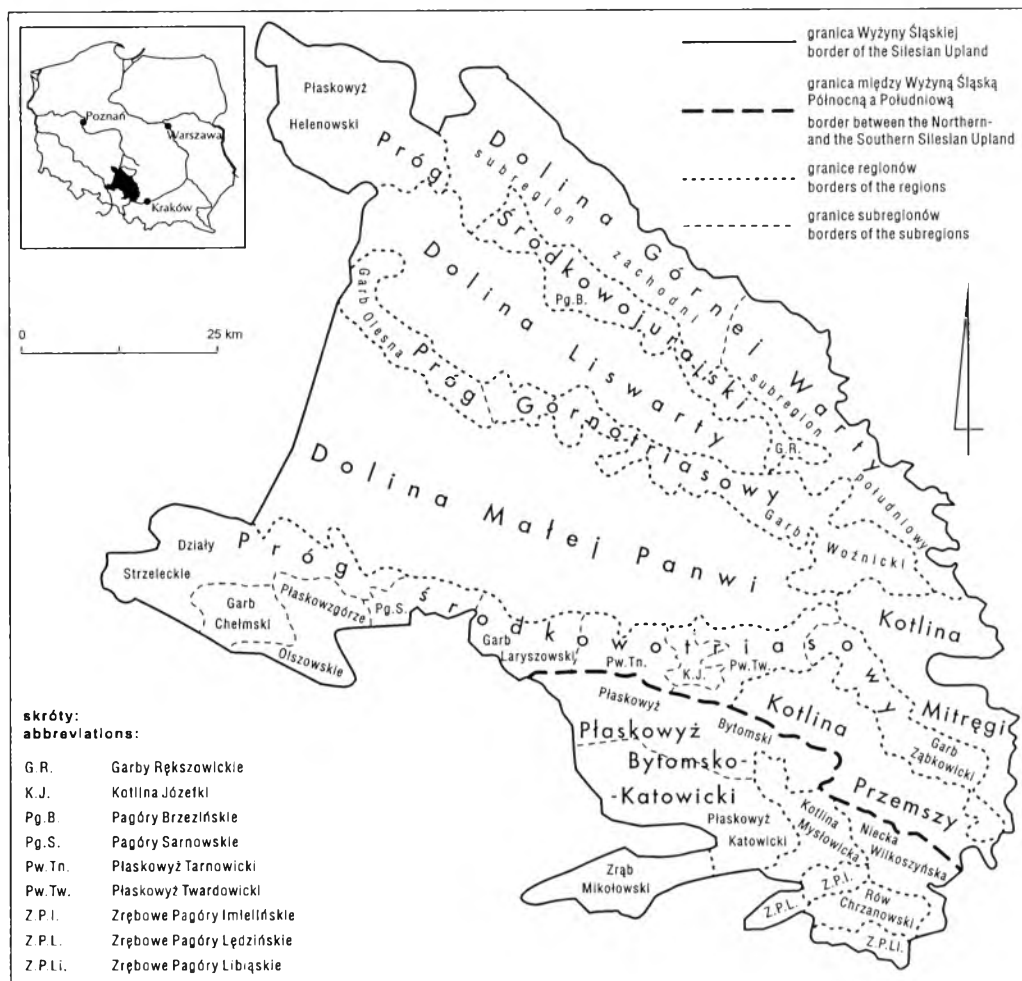 Poznań
Warszawa
Kraków
0 25 km
granica Wyżyny Śląskiej
border of the Silesian Upland
granica między Wyżyną Śląską
Północną a Południową
border between the Northern-
and the Southern Silesian Upland
granice regionów
borders of the regions
granice subregionów
borders of the subregions
Płaskowyż
Helenowski
Próg Środkowojurajski
Dolina Górnej Warty
subregion zachodni
subregion południowy
Pg.B.
Dolina Liswarty
Garb Olesna
Próg Górnotriasowy
G.R.
Garb Woźnicki
Dolina Małej Panwi
Działy
Strzeleckie
Próg środkowotriasowy
Garb
Chełmski
Płaskowzgórze
Olszowskie
Pg.S.
Garb
Laryszowski
Pw.Tn.
K.J.
Pw.Tw.
Kotlina
Mitręgi
Garb
Ząbkowicki
Kotlina
Przemszy
Płaskowyż
Bytomski
Płaskowyż
Bytomsko-
-Katowicki
Płaskowyż
Katowicki
Kotlina
Mysłowicka
Niecka
Wilkoszyńska
Zrąb
Mikołowski
Z.P.I.
Z.P.L.
Rów
Chrzanowski
Z.P.Li.
skróty:
abbreviations:
G.R. Garby Rększowickie
K.J. Kotlina Józefki
Pg.B. Pagóry Brzezińskie
Pg.S. Pagóry Sarnowskie
Pw.Tn. Płaskowyż Tarnowicki
Pw.Tw. Płaskowyż Twardowicki
Z.P.I. Zrębowe Pagóry Imielińskie
Z.P.L. Zrębowe Pagóry Lędzińskie
Z.P.Li. Zrębowe Pagóry Libiąskie